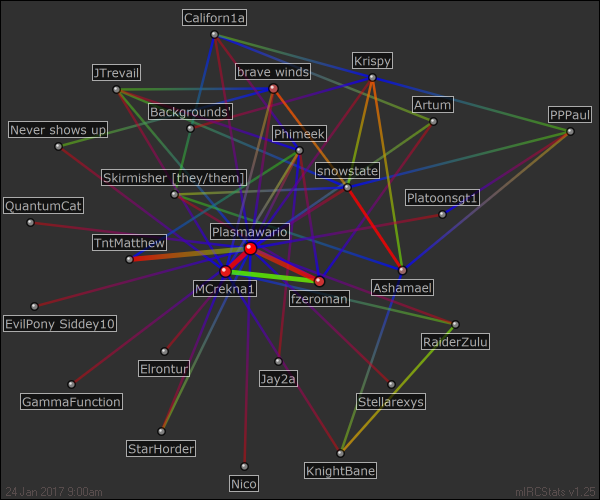 Californ1a
Krispy
JTrevail
brave winds
Artum
Backgrounds'
PPPaul
Never shows up
Phimeek
Skirmisher [they/them]
snowstate
QuantumCat
Platoonsgt1
Plasmawario
TntMatthew
MCrekna1
fzeroman
Ashamael
EvilPony Siddey10
RaiderZulu
Elrontur
Jay2a
GammaFunction
Stellarexys
StarHorder
KnightBane
Nico
24 Jan 2017 9:00am
mIRCStats v1.25